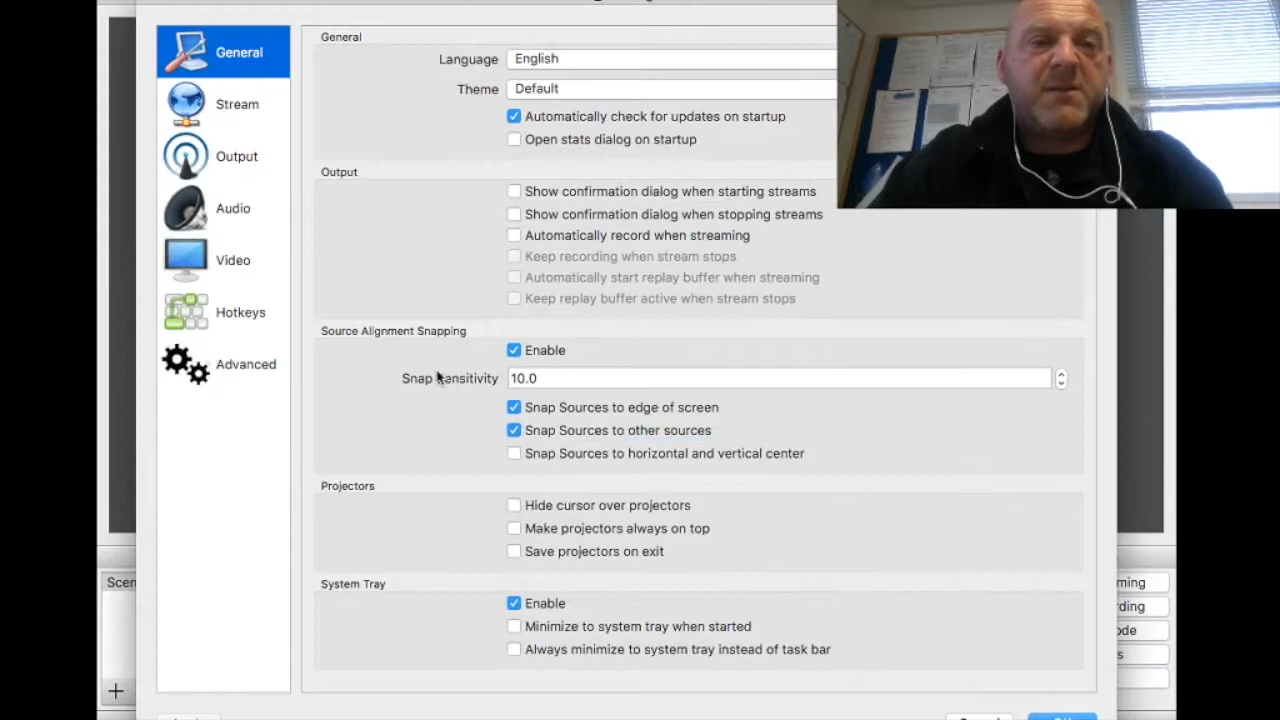 General
Stream
Output
Audio
Video
Hotkeys
Advanced
General
Language English
Theme Default
Automatically check for updates on startup
Open stats dialog on startup
Output
Show confirmation dialog when starting streams
Show confirmation dialog when stopping streams
Automatically record when streaming
Keep recording when stream stops
Automatically start replay buffer when streaming
Keep replay buffer active when stream stops
Source Alignment Snapping
Enable
Snap Sensitivity 10.0
Snap Sources to edge of screen
Snap Sources to other sources
Snap Sources to horizontal and vertical center
Projectors
Hide cursor over projectors
Make projectors always on top
Save projectors on exit
System Tray
Enable
Minimize to system tray when started
Always minimize to system tray instead of task bar
Scen
ming
ding
ode
s